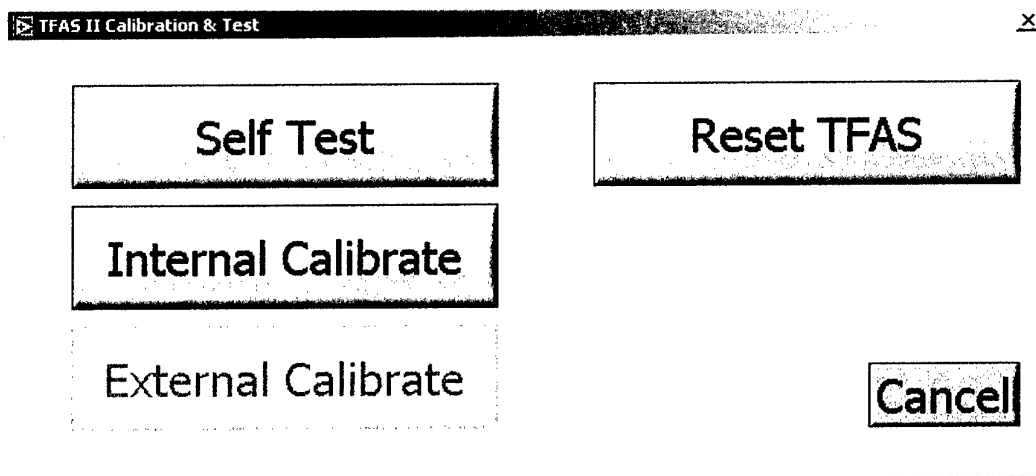 TFAS II Calibration & Test
Self Test
Reset TFAS
Internal Calibrate
External Calibrate
Cancel